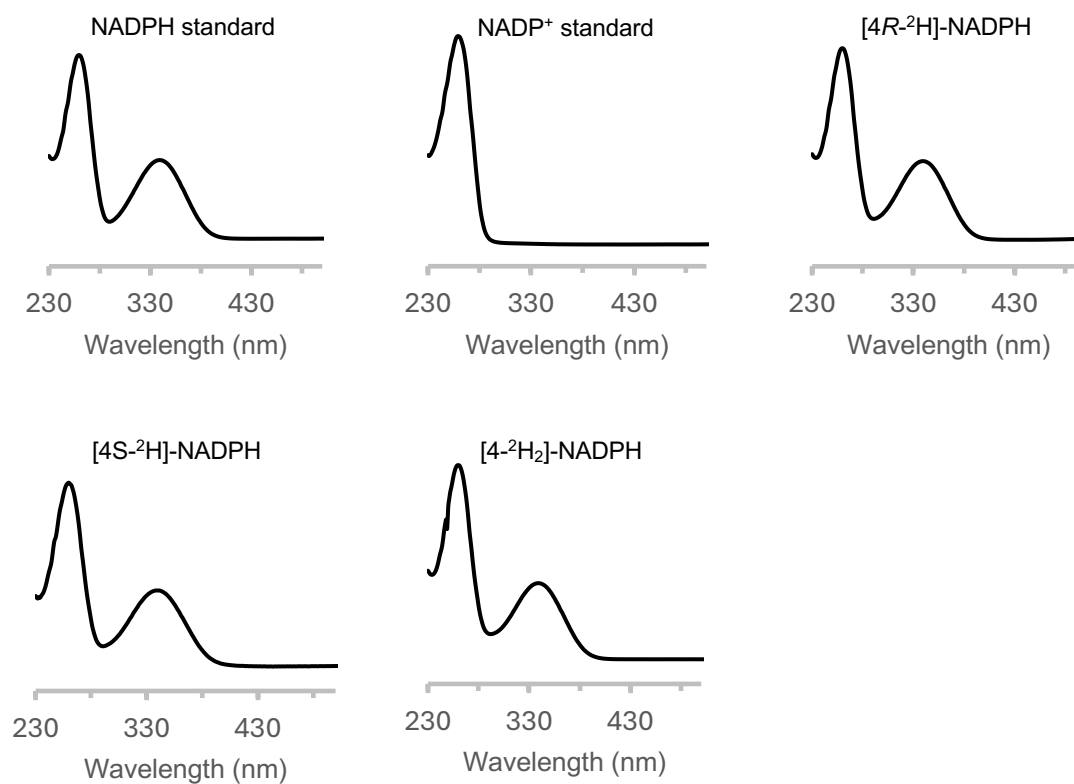 NADPH standard
NADP⁺ standard
[4R-²H]-NADPH
230 330 430
Wavelength (nm)
230 330 430
Wavelength (nm)
230 330 430
Wavelength (nm)
[4S-²H]-NADPH
[4-²H₂]-NADPH
230 330 430
Wavelength (nm)
230 330 430
Wavelength (nm)